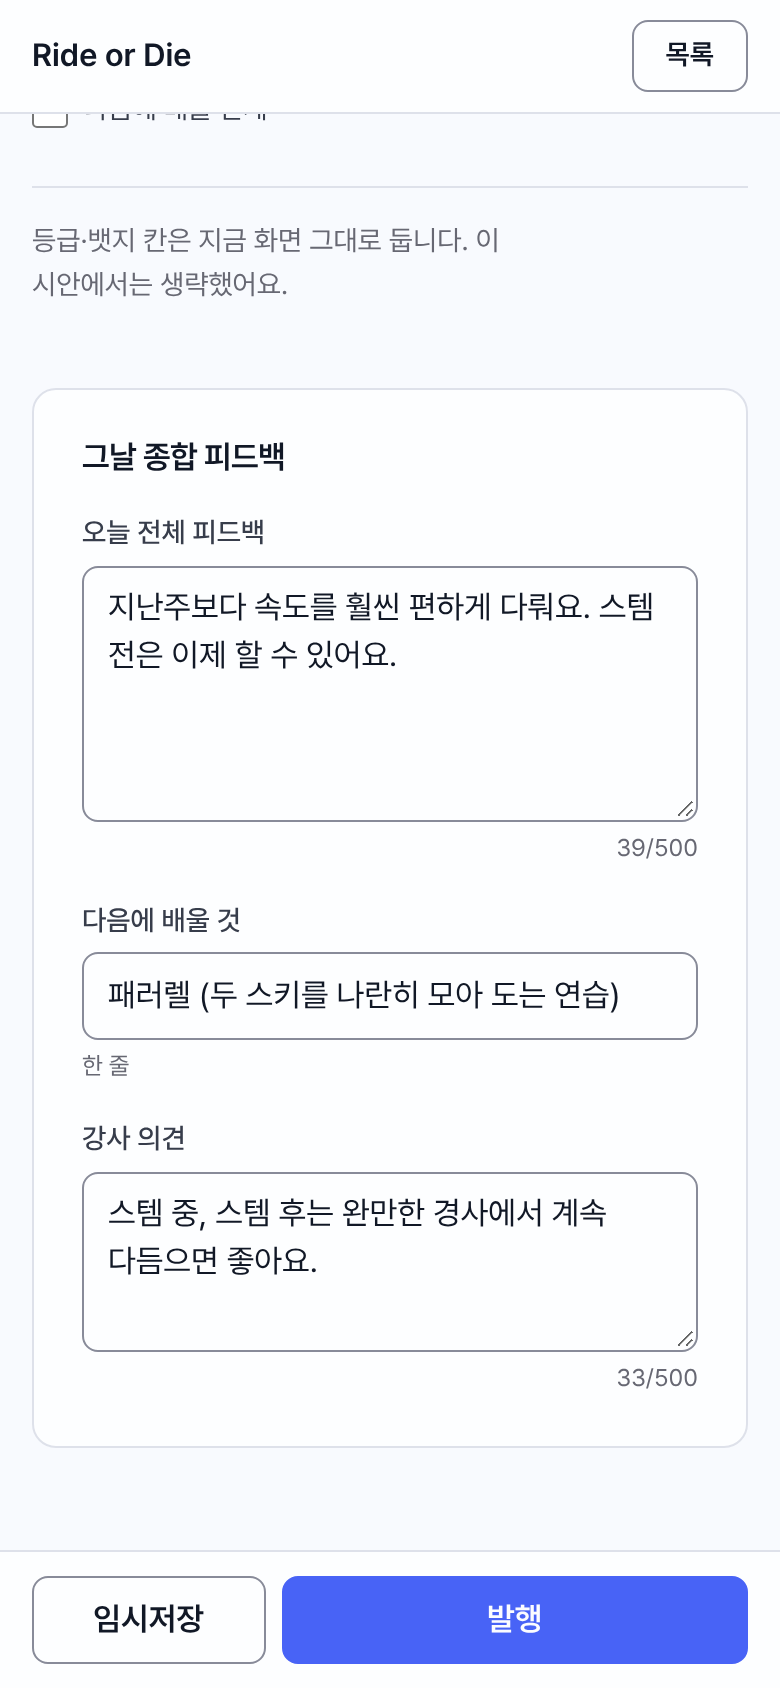 Ride or Die
목록
등급·뱃지 칸은 지금 화면 그대로 둡니다. 이
시안에서는 생략했어요.
그날 종합 피드백
오늘 전체 피드백
지난주보다 속도를 훨씬 편하게 다뤄요. 스템
전은 이제 할 수 있어요.
39/500
다음에 배울 것
패러렐 (두 스키를 나란히 모아 도는 연습)
한 줄
강사 의견
스템 중, 스템 후는 완만한 경사에서 계속
다듬으면 좋아요.
33/500
임시저장
발행